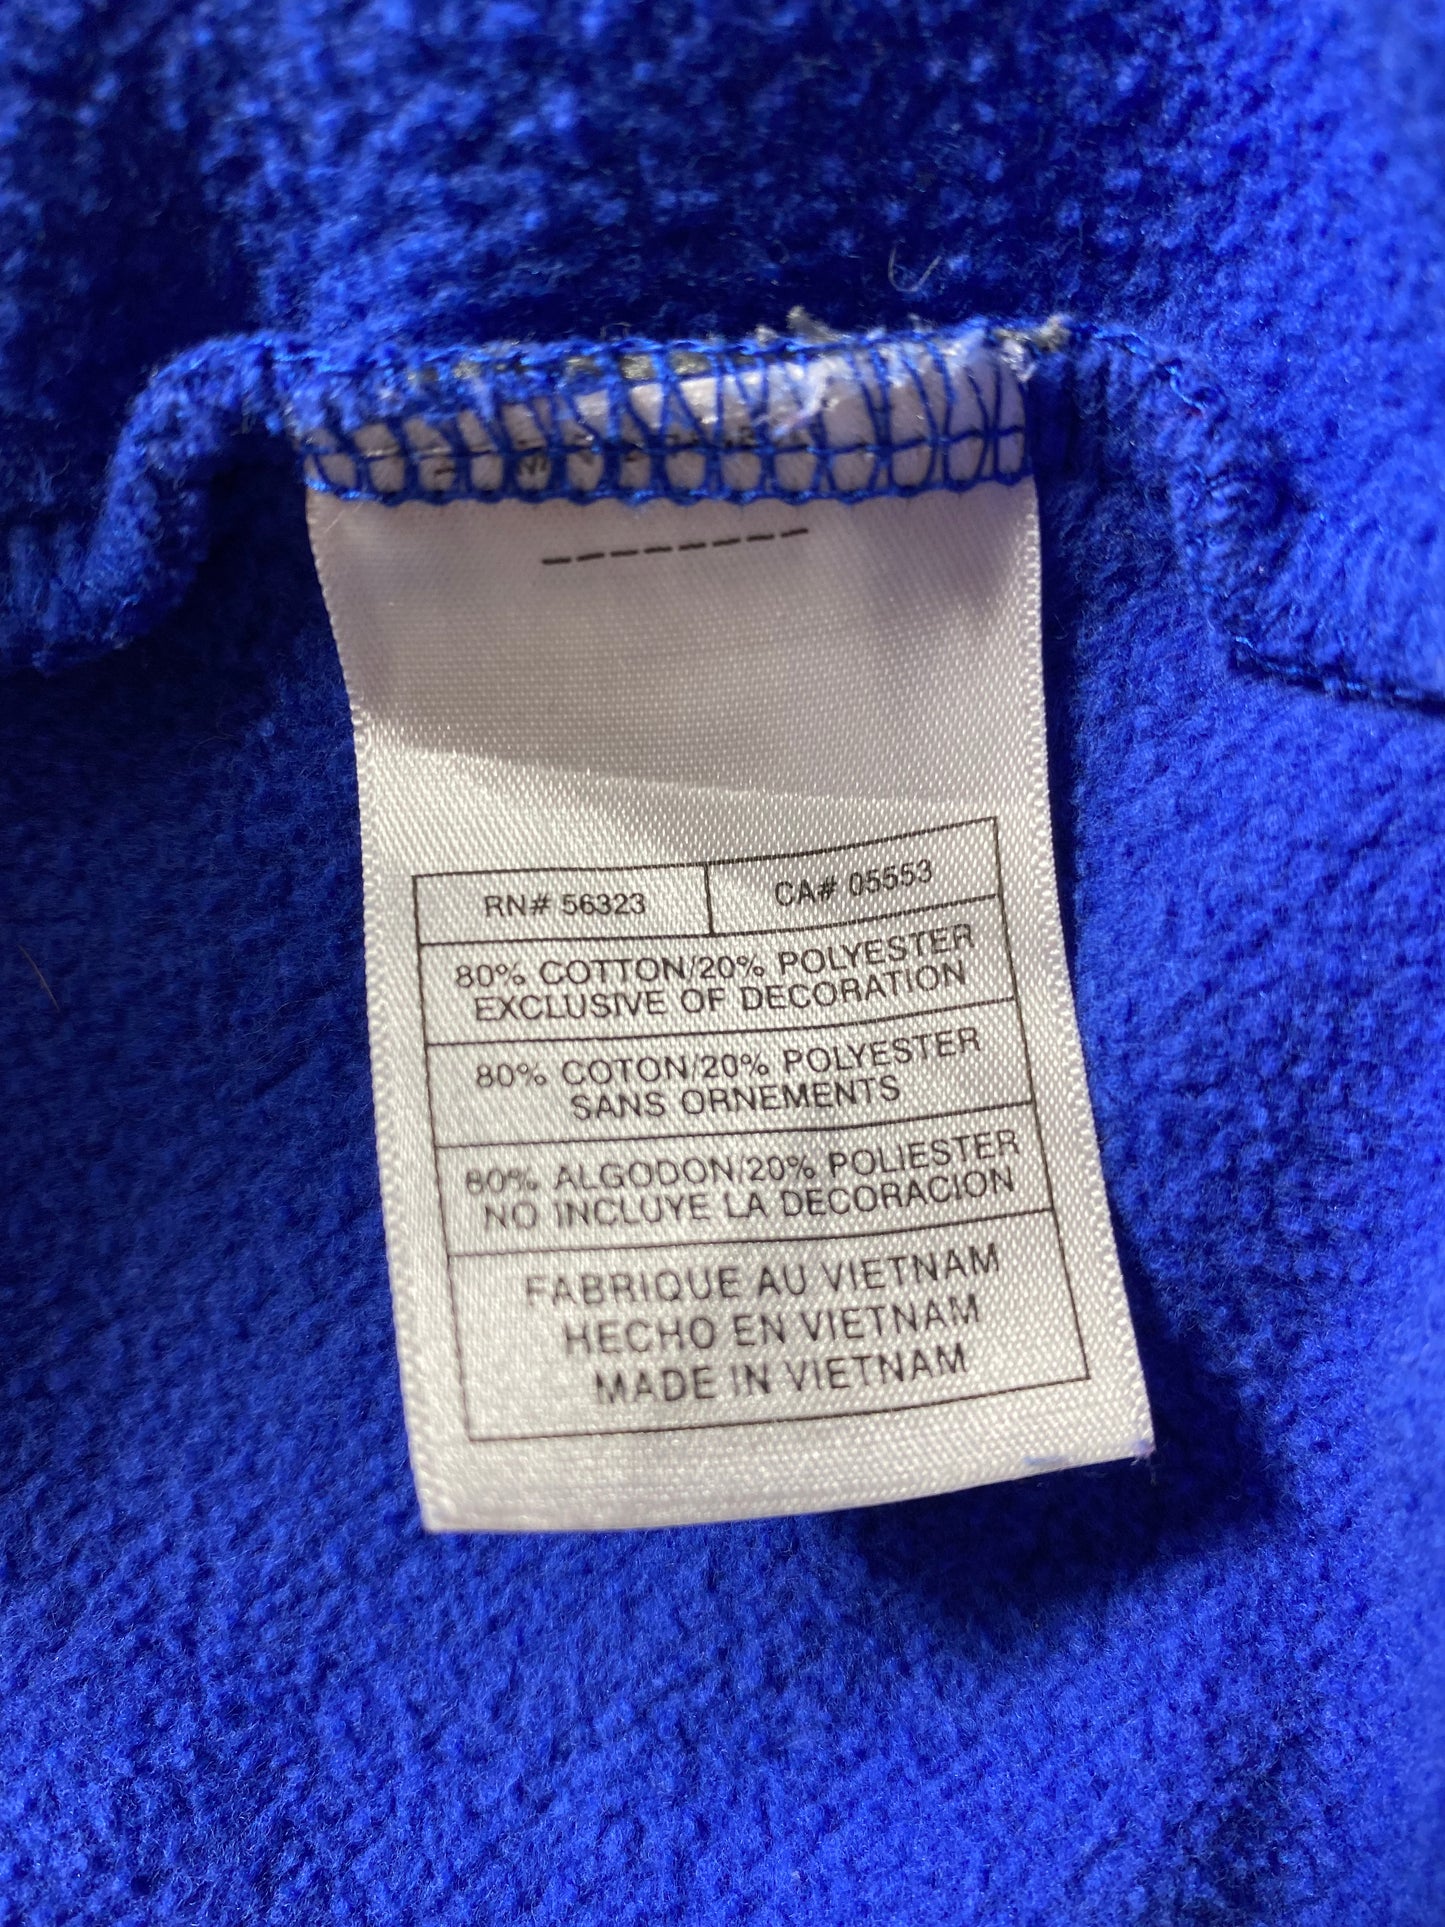 RN# 56323
CA# 05553
80% COTTON/20% POLYESTER
EXCLUSIVE OF DECORATION
80% COTON/20% POLYESTER
SANS ORNEMENTS
80% ALGODON/20% POLIESTER
NO INCLUYE LA DECORACION
FABRIQUE AU VIETNAM
HECHO EN VIETNAM
MADE IN VIETNAM